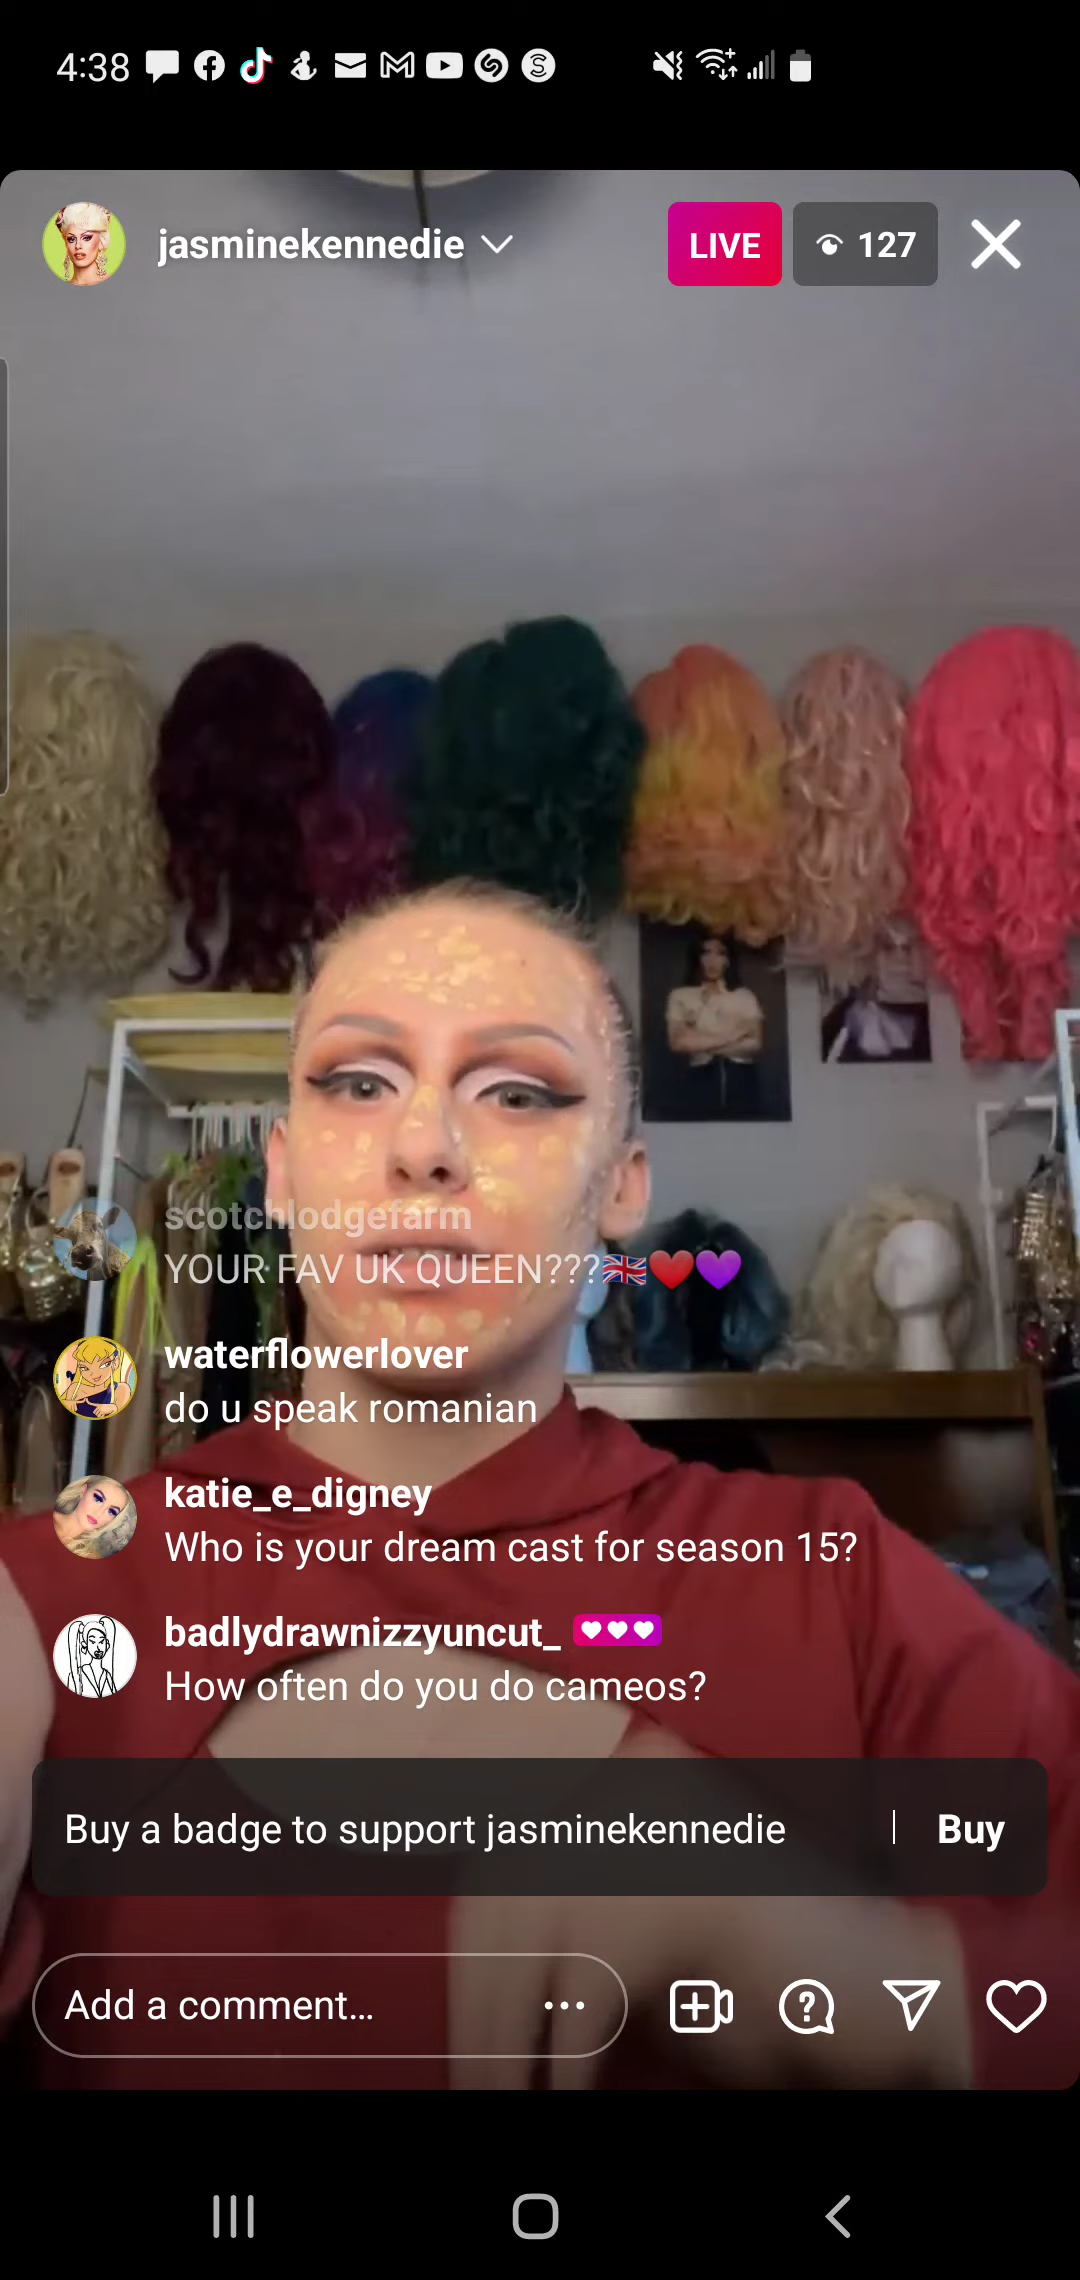 4:38
jasminekennedie
LIVE
127
scotchlodgefarm
YOUR FAV UK QUEEN???🇬🇧❤️💜
waterflowerlover
do u speak romanian
katie_e_digney
Who is your dream cast for season 15?
badlydrawnizzyuncut_
How often do you do cameos?
Buy a badge to support jasminekennedie | Buy
Add a comment...